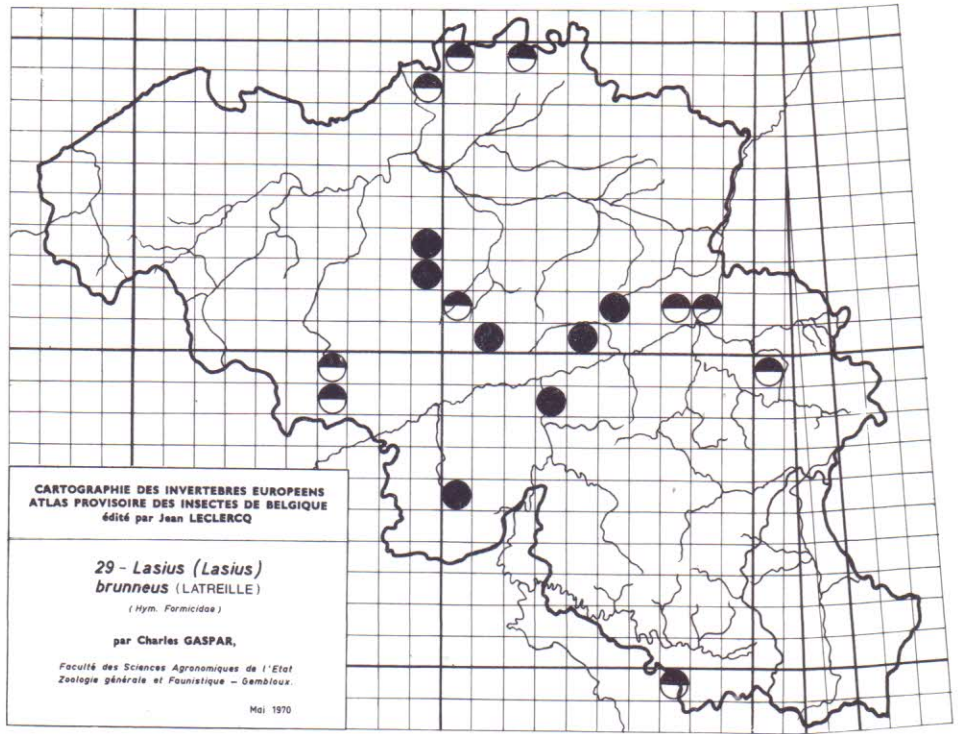 CARTOGRAPHIE DES INVERTEBRES EUROPEENS
ATLAS PROVISOIRE DES INSECTES DE BELGIQUE
édité par Jean LECLERCQ
29 - Lasius (Lasius)
brunneus (LATREILLE)
(Hym. Formicidae)
par Charles GASPAR,
Faculté des Sciences Agronomiques de l'Etat
Zoologie générale et Faunistique - Gembloux.
Mai 1970